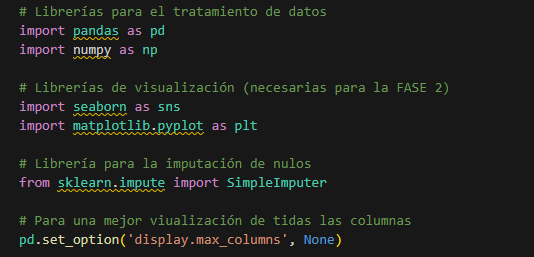 # Librerías para el tratamiento de datos
import pandas as pd
import numpy as np
# Librerías de visualización (necesarias para la FASE 2)
import seaborn as sns
import matplotlib.pyplot as plt
# Librería para la imputación de nulos
from sklearn.impute import SimpleImputer
# Para una mejor viualización de tidas las columnas
pd.set_option('display.max_columns', None)